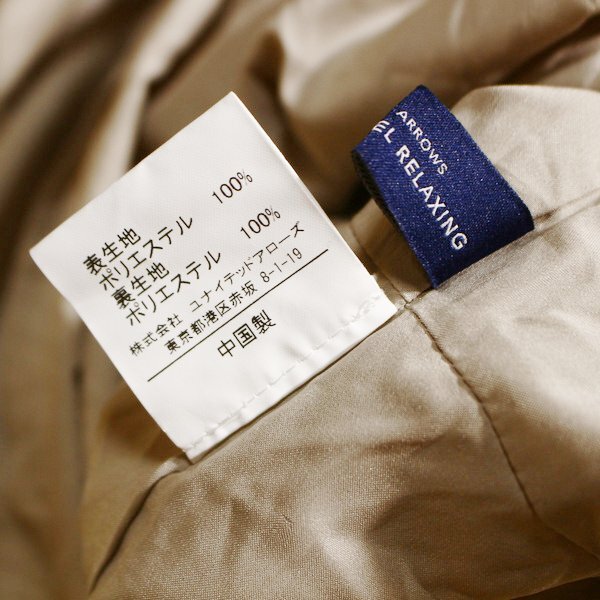 表生地
ポリエステル 100%
裏生地
ポリエステル 100%
株式会社 ユナイテッドアローズ
東京都港区赤坂 8-1-19
中国製
ARROWS
EL RELAXING